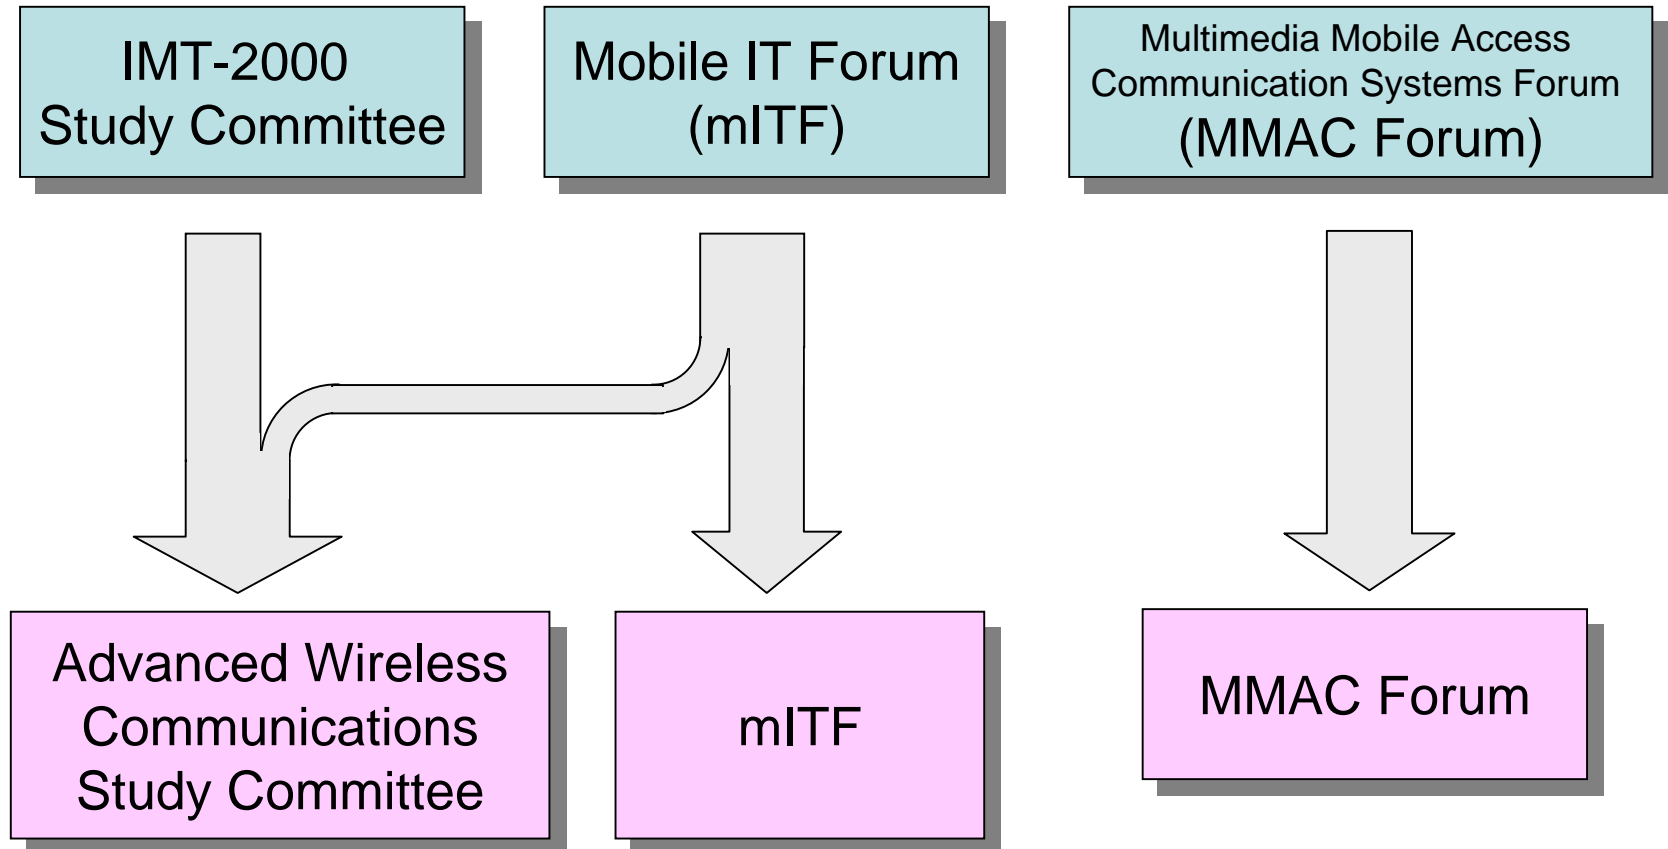 IMT-2000
Study Committee
Mobile IT Forum
(mITF)
Multimedia Mobile Access
Communication Systems Forum
(MMAC Forum)
Advanced Wireless
Communications
Study Committee
mITF
MMAC Forum